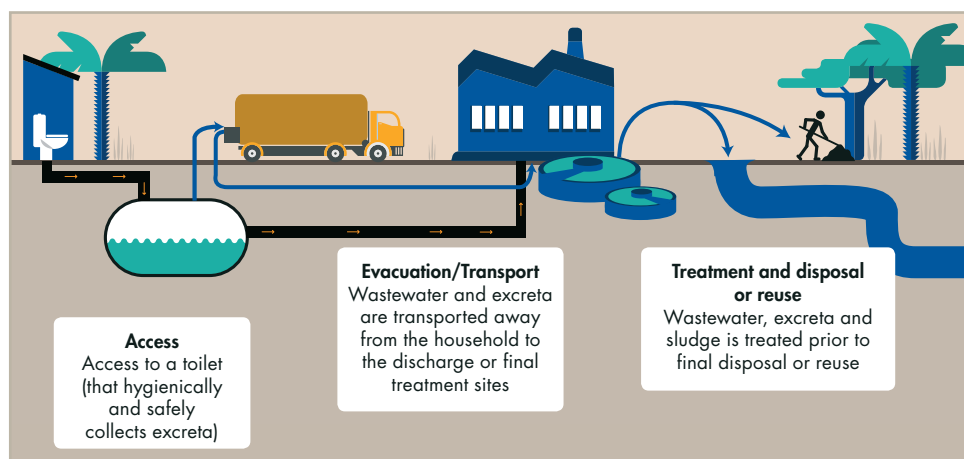 Access
Access to a toilet
(that hygienically
and safely
collects excreta)
Evacuation/Transport
Wastewater and excreta
are transported away
from the household to
the discharge or final
treatment sites
Treatment and disposal
or reuse
Wastewater, excreta and
sludge is treated prior to
final disposal or reuse